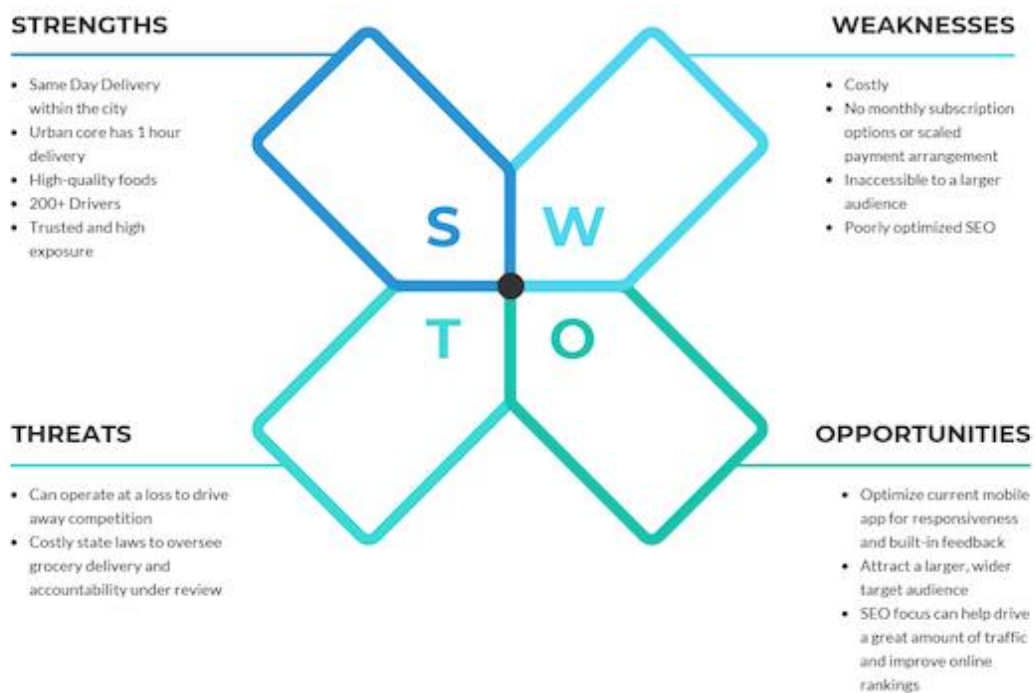 STRENGTHS
• Same Day Delivery
within the city
• Urban core has 1 hour
delivery
• High-quality foods
• 200+ Drivers
• Trusted and high
exposure
WEAKNESSES
• Costly
• No monthly subscription
options or scaled
payment arrangement
• Inaccessible to a larger
audience
• Poorly optimized SEO
S
W
T
O
THREATS
• Can operate at a loss to drive
away competition
• Costly state laws to oversee
grocery delivery and
accountability under review
OPPORTUNITIES
• Optimize current mobile
app for responsiveness
and built-in feedback
• Attract a larger, wider
target audience
• SEO focus can help drive
a great amount of traffic
and improve online
rankings